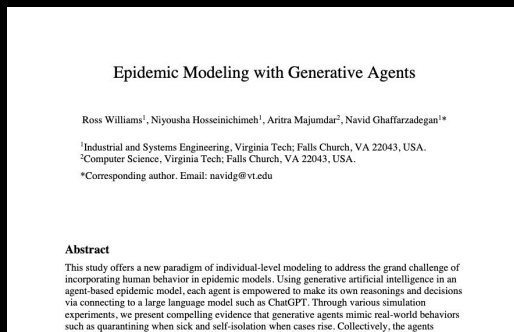 Epidemic Modeling with Generative Agents
Ross Williams¹, Niyousha Hosseinichimeh¹, Aritra Majumdar², Navid Ghaffarzadegan¹*
¹Industrial and Systems Engineering, Virginia Tech; Falls Church, VA 22043, USA.
²Computer Science, Virginia Tech; Falls Church, VA 22043, USA.
*Corresponding author. Email: navidg@vt.edu
Abstract
This study offers a new paradigm of individual-level modeling to address the grand challenge of
incorporating human behavior in epidemic models. Using generative artificial intelligence in an
agent-based epidemic model, each agent is empowered to make its own reasonings and decisions
via connecting to a large language model such as ChatGPT. Through various simulation
experiments, we present compelling evidence that generative agents mimic real-world behaviors
such as quarantining when sick and self-isolation when cases rise. Collectively, the agents